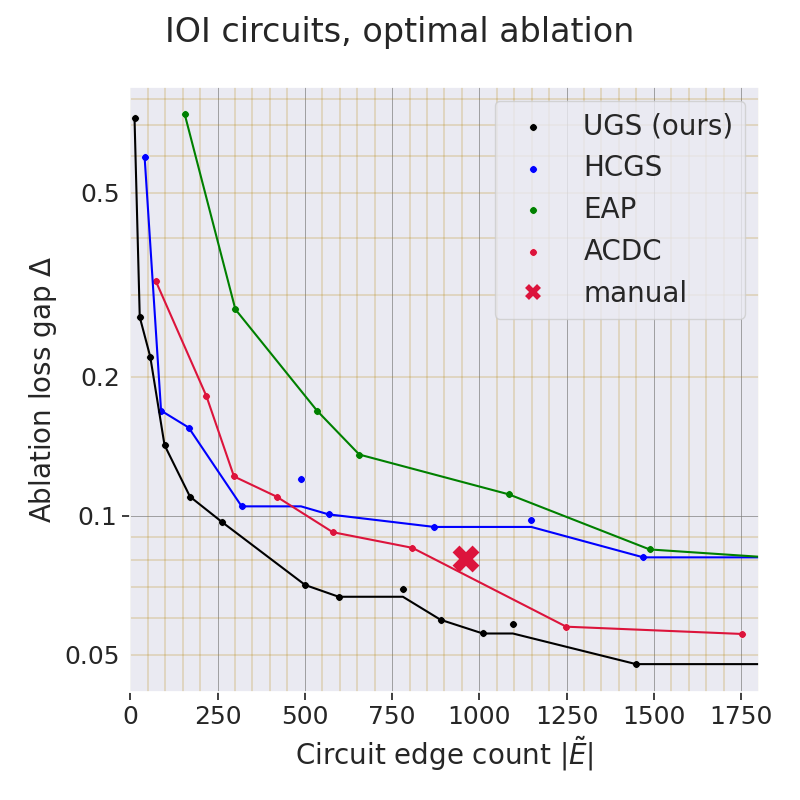 IOI circuits, optimal ablation
UGS (ours)
HCGS
EAP
ACDC
manual
Ablation loss gap Δ
0.5
0.2
0.1
0.05
0 250 500 750 1000 1250 1500 1750
Circuit edge count |Ẽ|